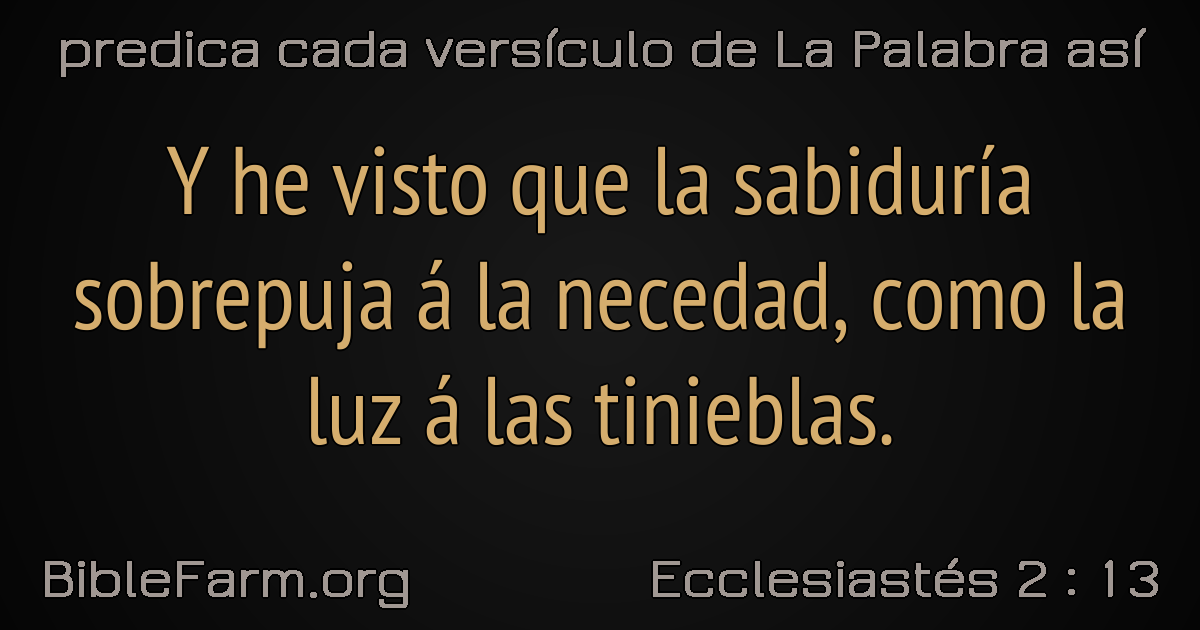 predica cada versículo de La Palabra así
Y he visto que la sabiduría
sobrepuja á la necedad, como la
luz á las tinieblas.
BibleFarm.org
Ecclesiastés 2 : 13